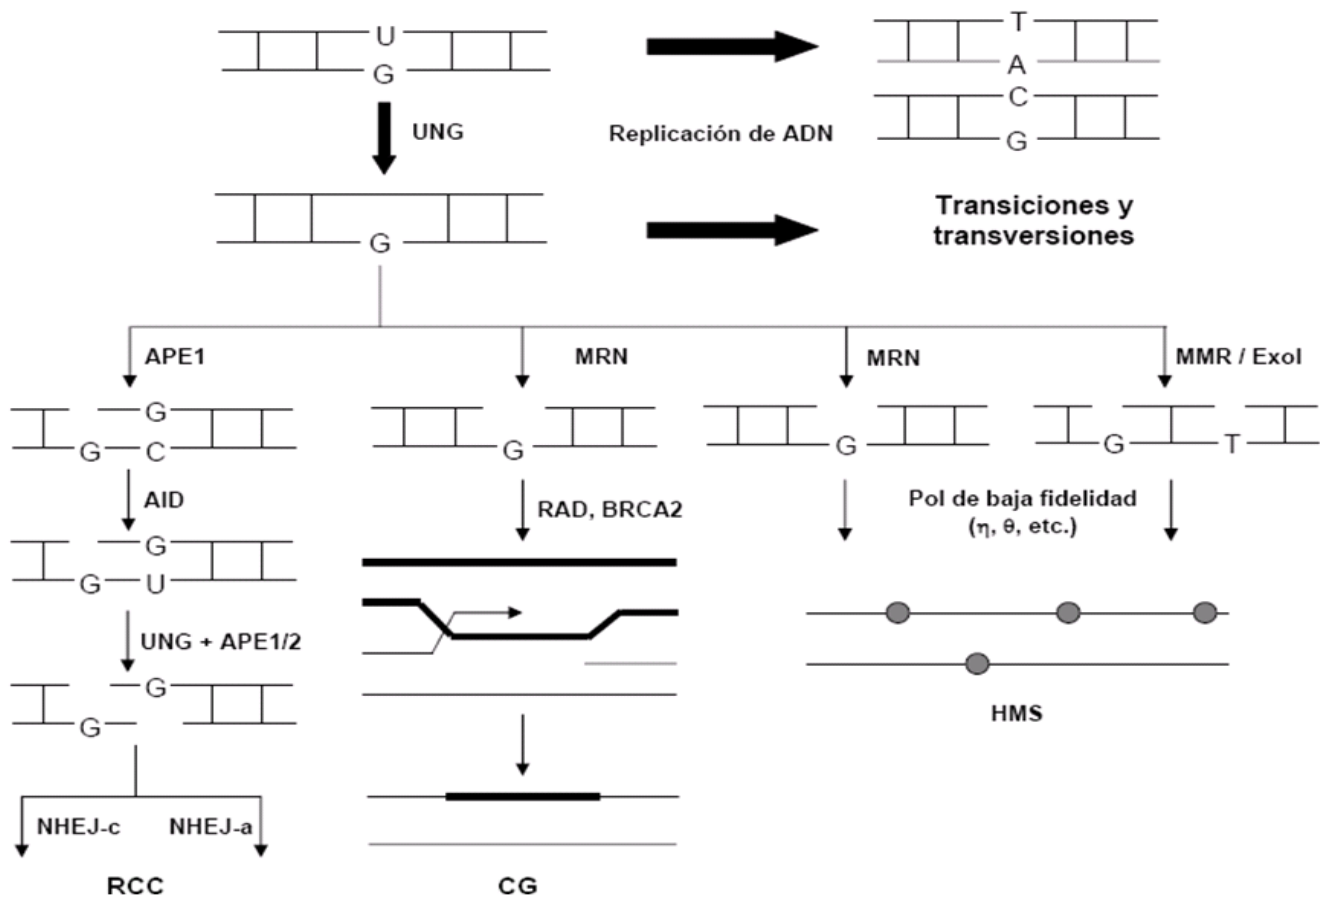 U
G
T
A
C
G
UNG
Replicación de ADN
G
Transiciones y
transversiones
APE1
MRN
MRN
MMR / ExoI
G
G
C
G
G
G
T
AID
RAD, BRCA2
Pol de baja fidelidad
(η, θ, etc.)
G
G
U
UNG + APE1/2
G
G
HMS
NHEJ-c
NHEJ-a
RCC
CG